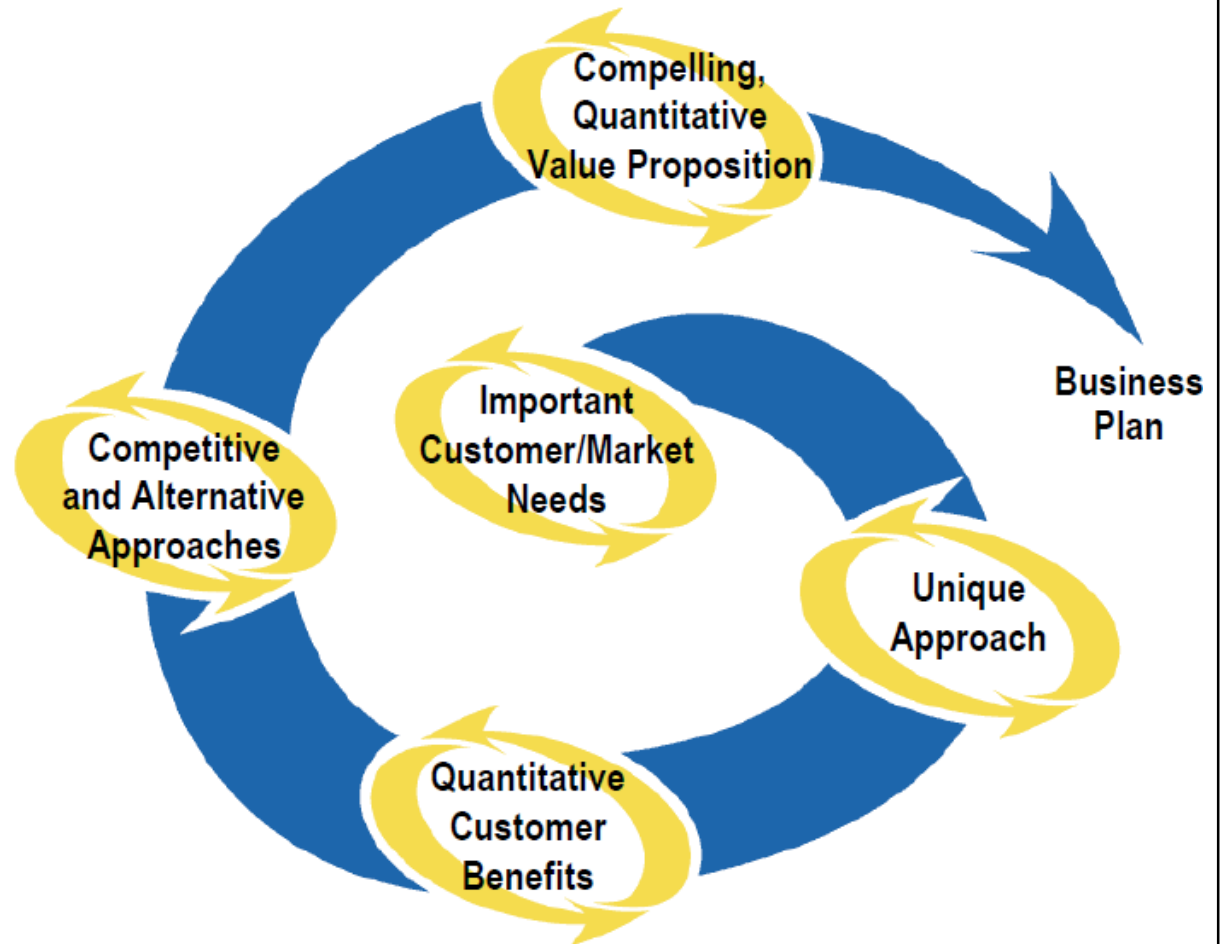 Compelling,
Quantitative
Value Proposition
Business
Plan
Important
Customer/Market
Needs
Competitive
and Alternative
Approaches
Unique
Approach
Quantitative
Customer
Benefits